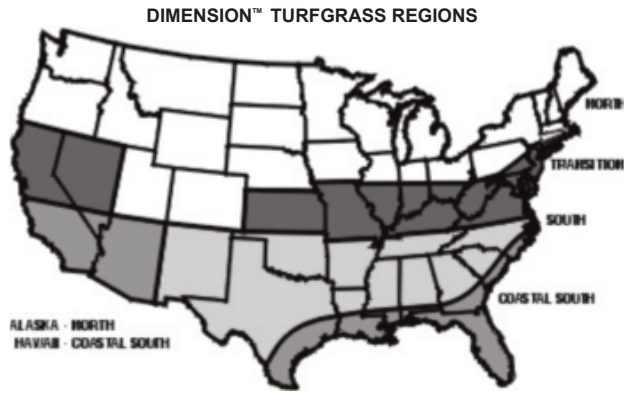 DIMENSION™ TURFGRASS REGIONS
NORTH
TRANSITION
SOUTH
COASTAL SOUTH
ALASKA - NORTH
HAWAII - COASTAL SOUTH